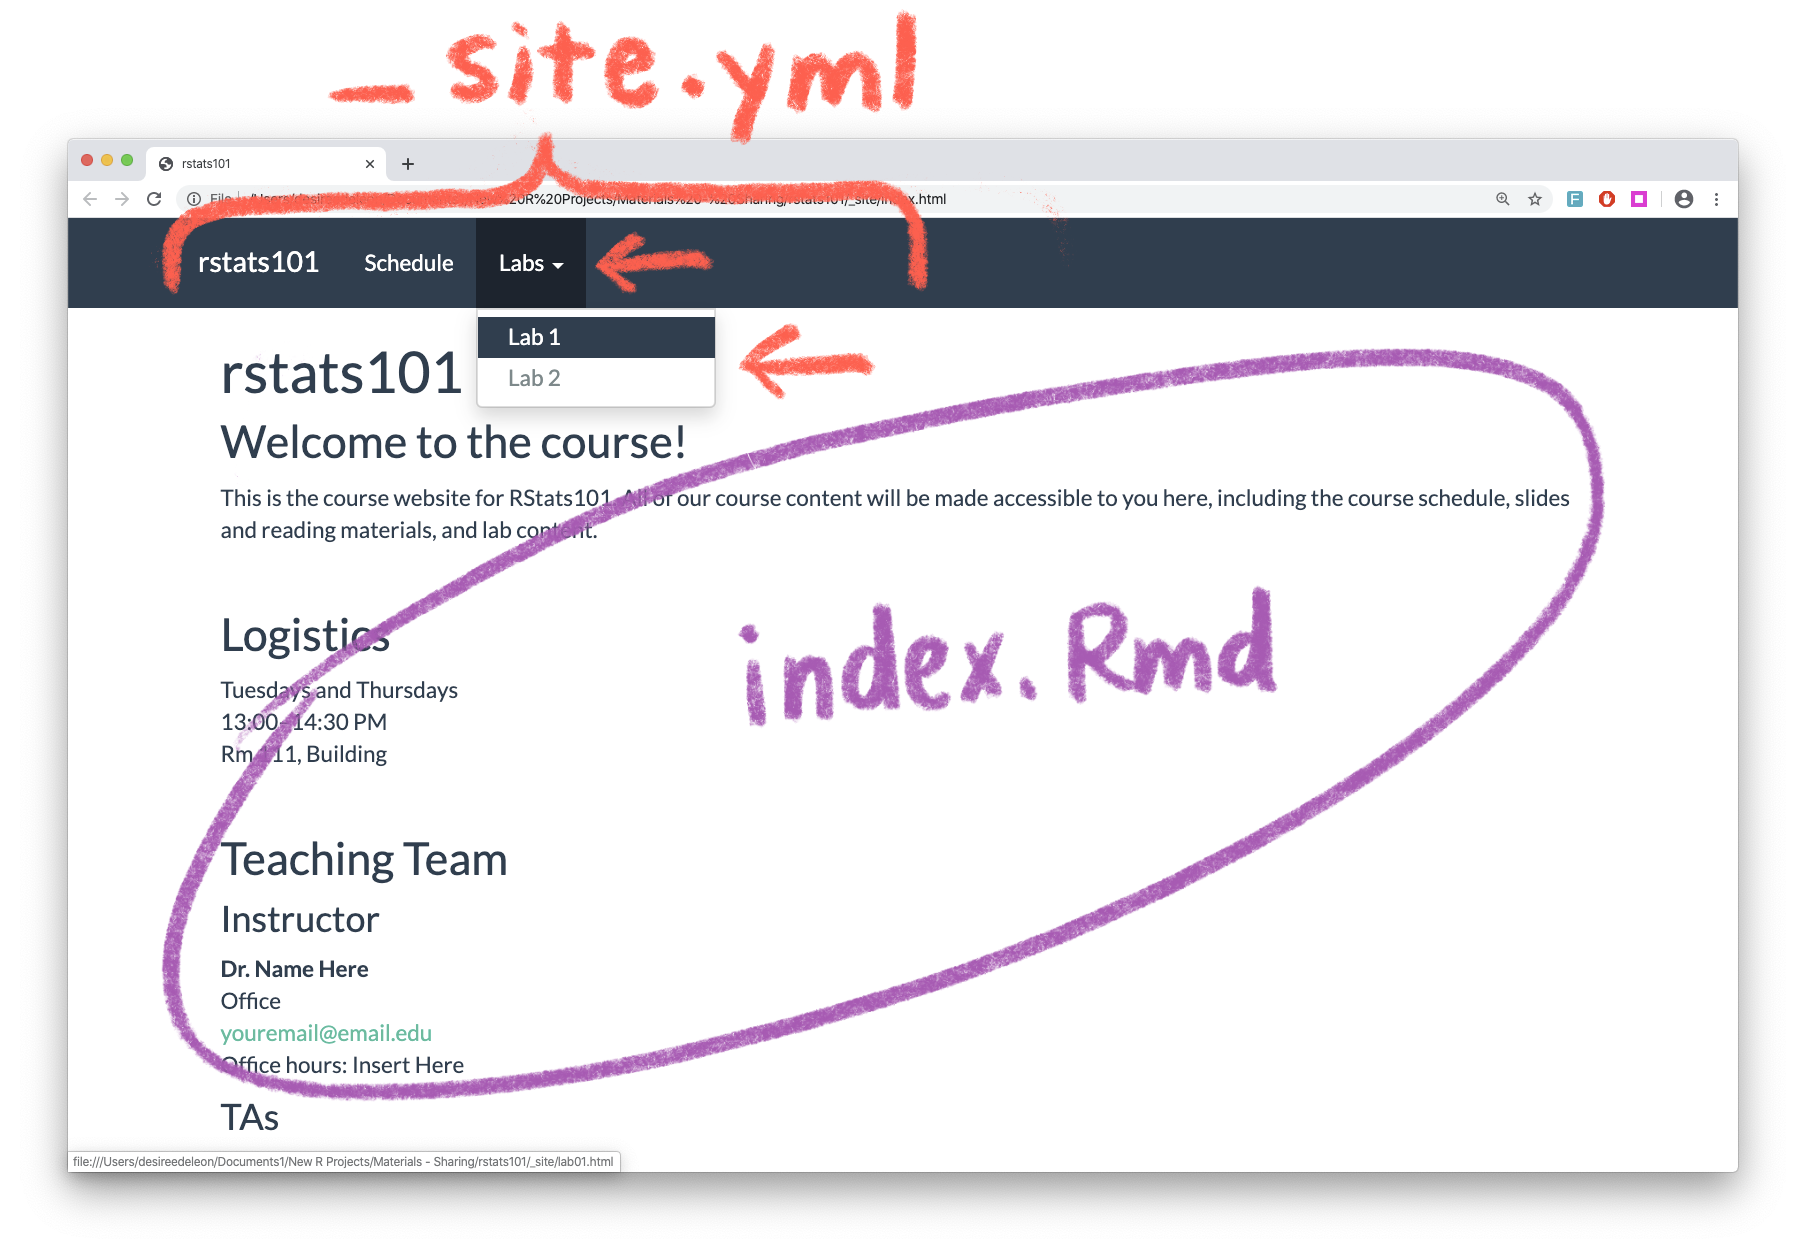 _site.yml
rstats101
File /Users/desiree R%20Projects/Materials%20 %20Sharing/rstats101/_site/index.html
rstats101 Schedule Labs
Lab 1
Lab 2
rstats101
Welcome to the course!
This is the course website for RStats101. All of our course content will be made accessible to you here, including the course schedule, slides
and reading materials, and lab content.
index.Rmd
Logistics
Tuesdays and Thursdays
13:00–14:30 PM
Rm 111, Building
Teaching Team
Instructor
Dr. Name Here
Office
youremail@email.edu
Office hours: Insert Here
TAs
file:///Users/desireedeleon/Documents1/New R Projects/Materials - Sharing/rstats101/_site/lab01.html